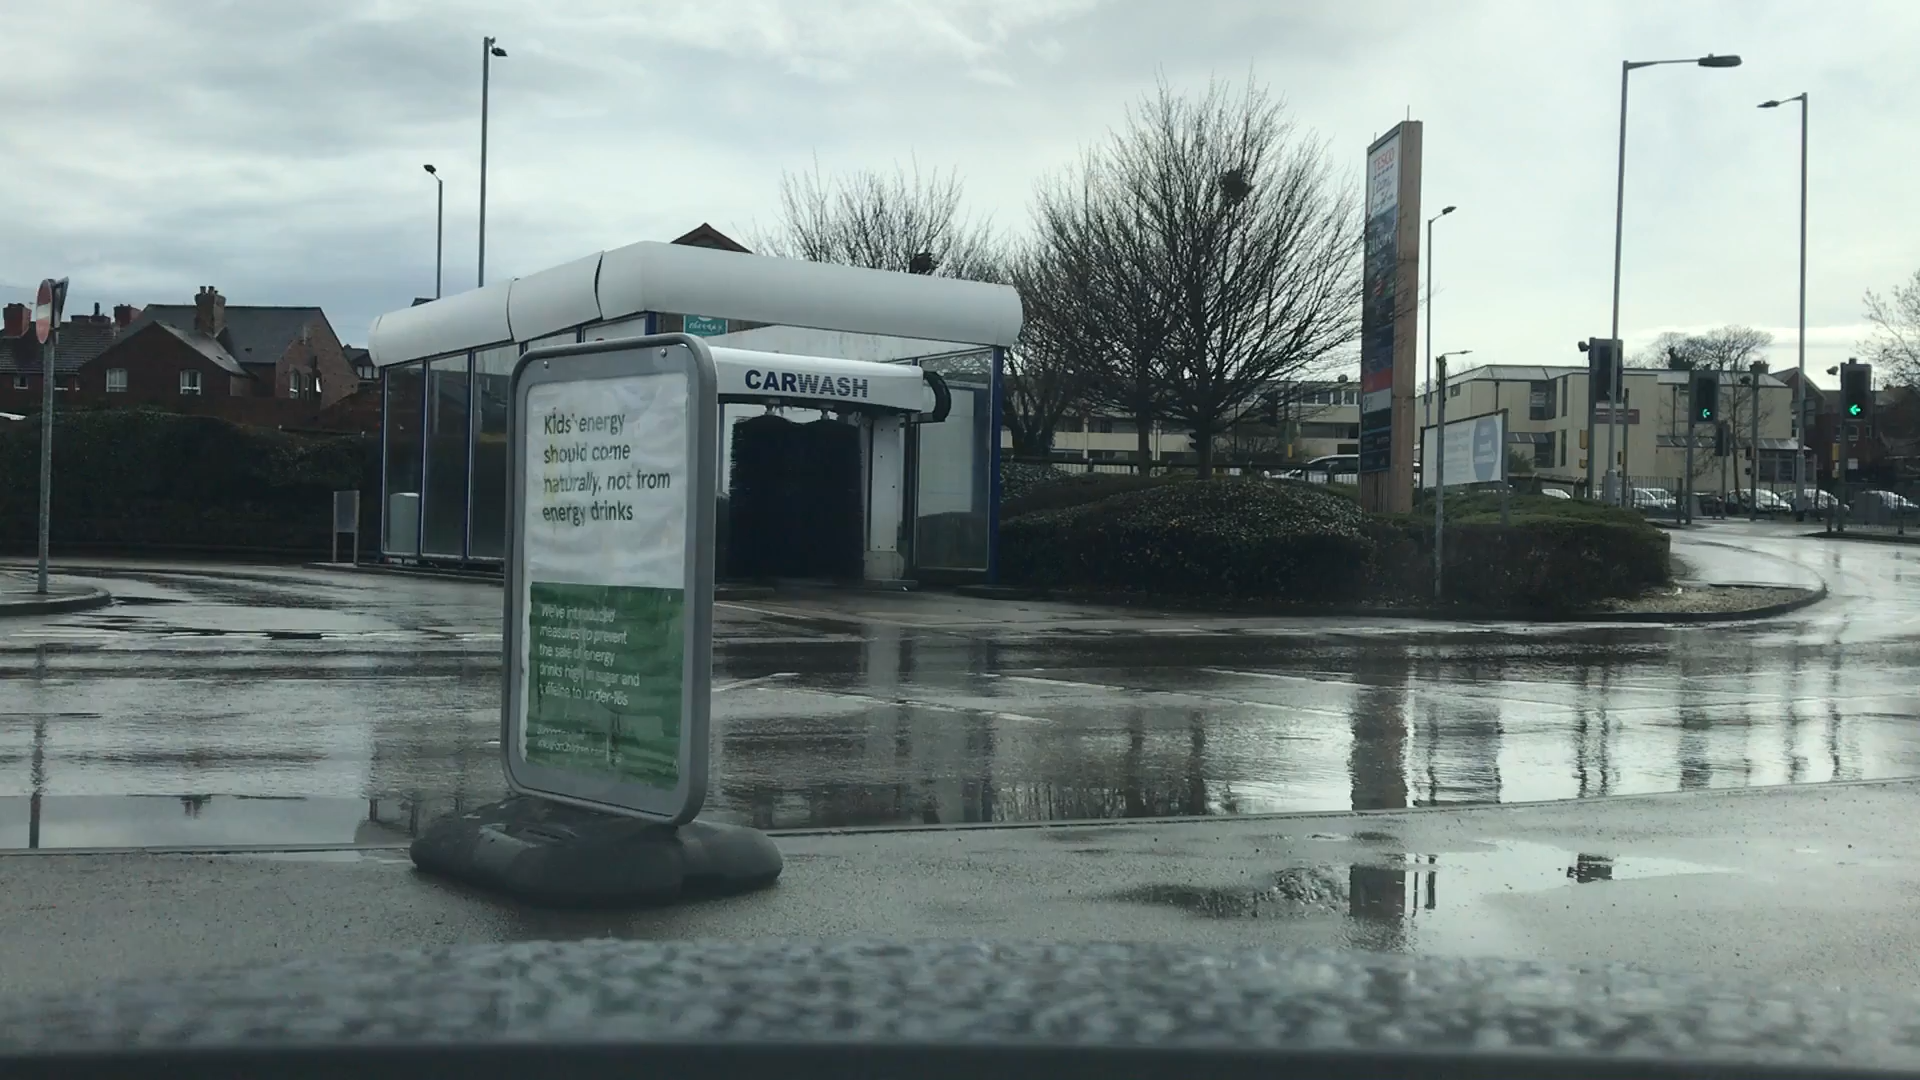 TESCO
CARWASH
Kids' energy
should come
naturally, not from
energy drinks
We've introduced
measures to prevent
the sale of energy
drinks high in sugar and
caffeine to under-16s